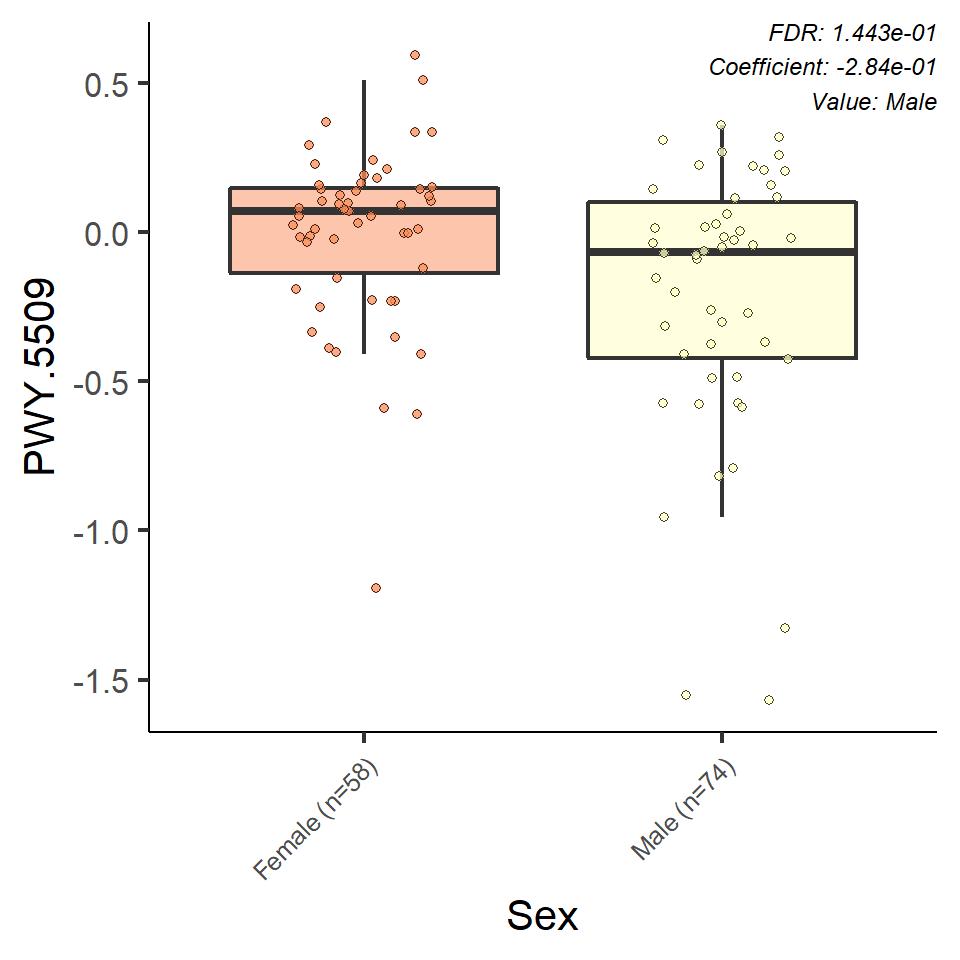 FDR: 1.443e-01
Coefficient: -2.84e-01
Value: Male
PWY.5509
0.5
0.0
-0.5
-1.0
-1.5
Female (n=58)
Male (n=74)
Sex